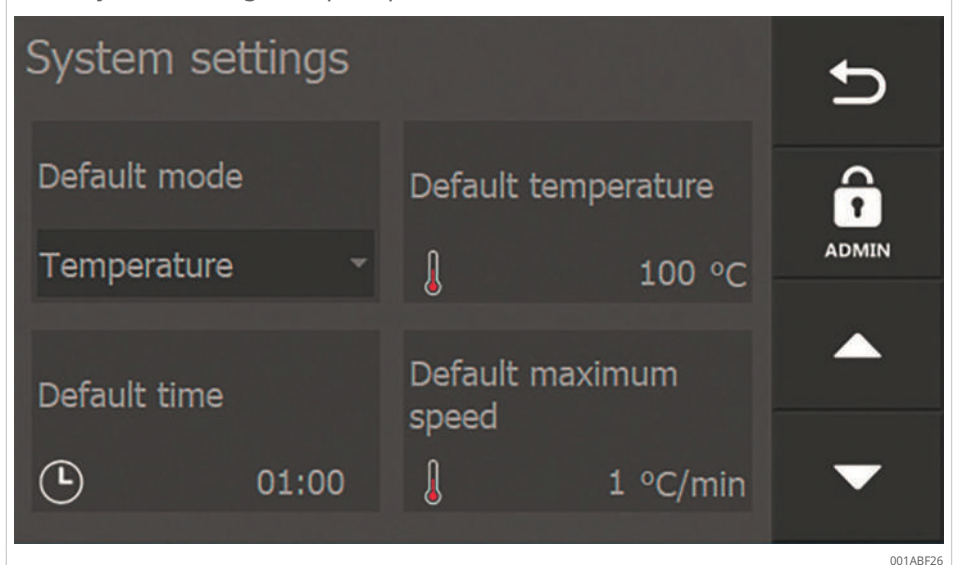 System settings
Default mode
Temperature
Default temperature
100 °C
Default time
01:00
Default maximum
speed
1 °C/min
ADMIN
001ABF26